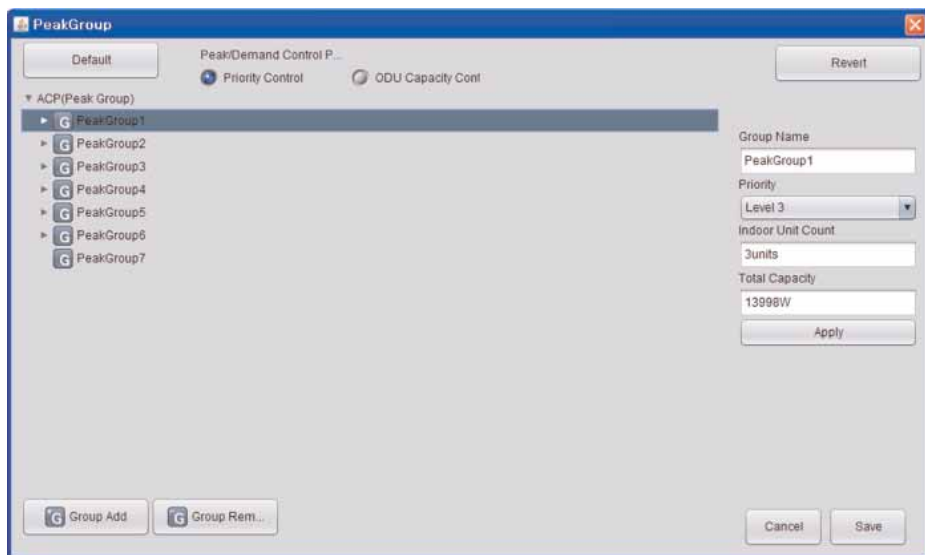 PeakGroup
Default
Peak/Demand Control P...
Revert
Priority Control
ODU Capacity Cont
ACP(Peak Group)
G PeakGroup1
G PeakGroup2
G PeakGroup3
G PeakGroup4
G PeakGroup5
G PeakGroup6
G PeakGroup7
Group Name
PeakGroup1
Priority
Level 3
Indoor Unit Count
3units
Total Capacity
13998W
Apply
G Group Add
G Group Rem...
Cancel
Save